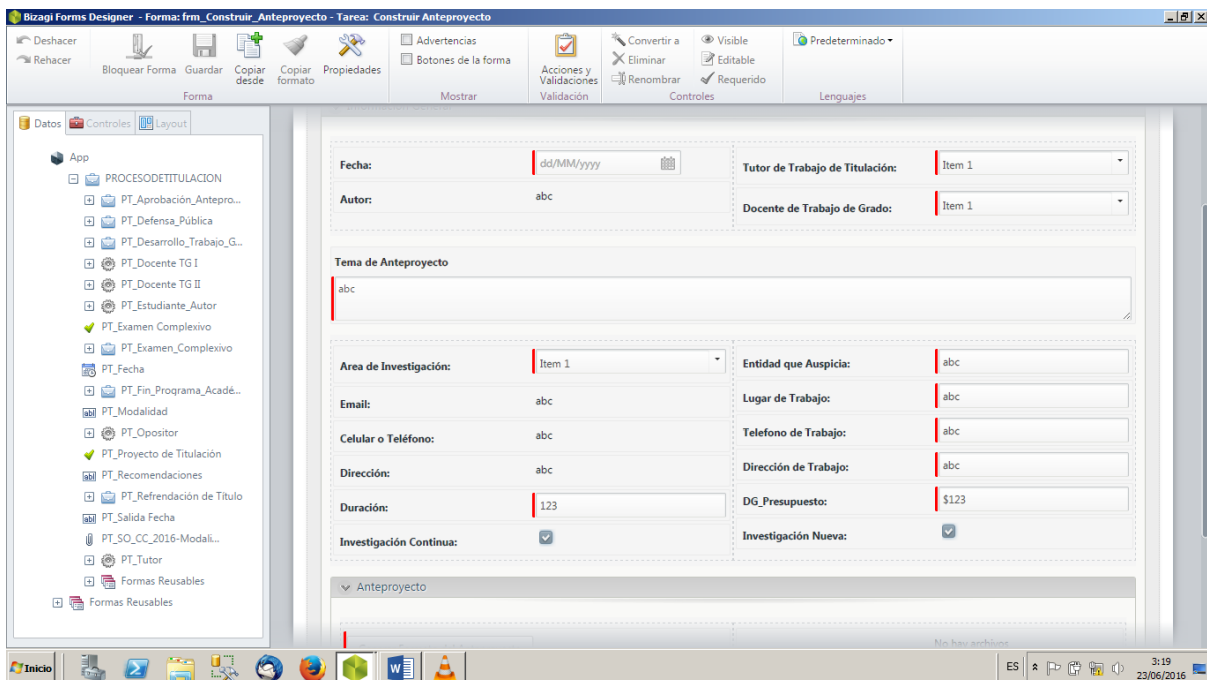 Bizagi Forms Designer - Forma: frm_Construir_Anteproyecto - Tarea: Construir Anteproyecto
Deshacer
Rehacer
Bloquear Forma
Guardar
Copiar desde
Copiar formato
Propiedades
Forma
Advertencias
Botones de la forma
Mostrar
Acciones y Validaciones
Validación
Convertir a
Eliminar
Renombrar
Visible
Editable
Requerido
Controles
Predeterminado
Lenguajes
Datos
Controles
Layout
App
PROCESODETITULACION
PT_Aprobación_Antepro...
PT_Defensa_Pública
PT_Desarrollo_Trabajo_G...
PT_Docente TG I
PT_Docente TG II
PT_Estudiante_Autor
PT_Examen Complexivo
PT_Examen_Complexivo
PT_Fecha
PT_Fin_Programa_Acadé...
PT_Modalidad
PT_Opositor
PT_Proyecto de Titulación
PT_Recomendaciones
PT_Refrendación de Título
PT_Salida Fecha
PT_SO_CC_2016-Modali...
PT_Tutor
Formas Reusables
Formas Reusables
Fecha:
dd/MM/yyyy
Tutor de Trabajo de Titulación:
Item 1
Autor:
abc
Docente de Trabajo de Grado:
Item 1
Tema de Anteproyecto
abc
Area de Investigación:
Item 1
Entidad que Auspicia:
abc
Email:
abc
Lugar de Trabajo:
abc
Celular o Teléfono:
abc
Telefono de Trabajo:
abc
Dirección:
abc
Dirección de Trabajo:
abc
Duración:
123
DG_Presupuesto:
$123
Investigación Continua:
Investigación Nueva:
Anteproyecto
No hay archivos
Inicio
ES
3:19
23/06/2016